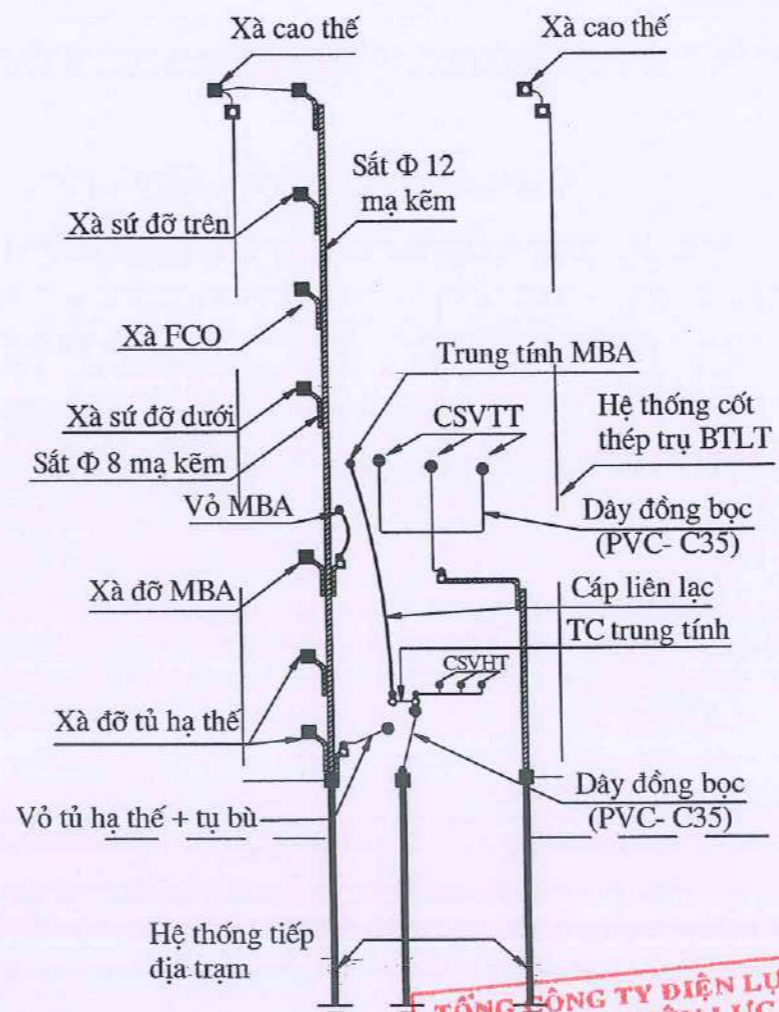 Xà cao thế
Xà cao thế
Sắt Φ 12
mạ kẽm
Xà sứ đỡ trên
Xà FCO
Trung tính MBA
Xà sứ đỡ dưới
CSVTT
Hệ thống cốt
thép trụ BTLT
Sắt Φ 8 mạ kẽm
Vỏ MBA
Dây đồng bọc
(PVC- C35)
Xà đỡ MBA
Cáp liên lạc
TC trung tính
CSVHT
Xà đỡ tủ hạ thế
Vỏ tủ hạ thế + tụ bù
Dây đồng bọc
(PVC- C35)
Hệ thống tiếp
địa trạm
TỔNG CÔNG TY ĐIỆN